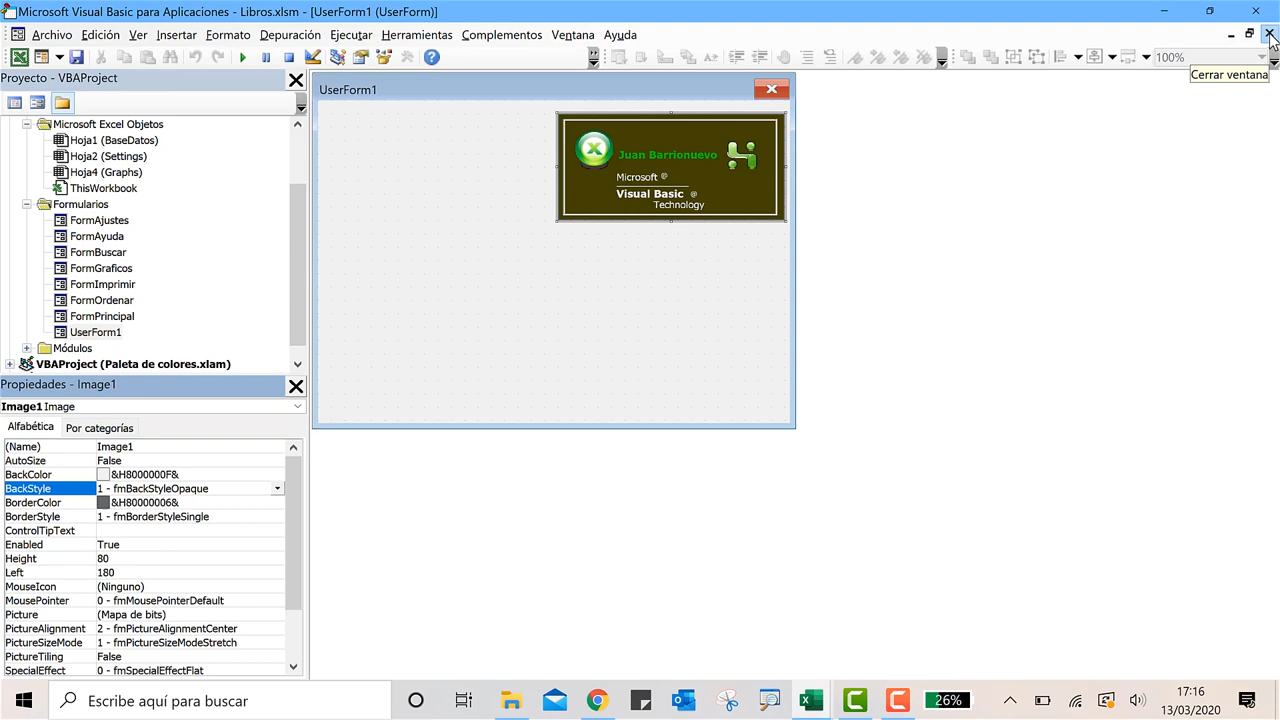 Microsoft Visual Basic para Aplicaciones - Libros.xlsm - [UserForm1 (UserForm)]
Archivo Edición Ver Insertar Formato Depuración Ejecutar Herramientas Complementos Ventana Ayuda
100%
Cerrar ventana
Proyecto - VBAProject
Microsoft Excel Objetos
Hoja1 (BaseDatos)
Hoja2 (Settings)
Hoja4 (Graphs)
ThisWorkbook
Formularios
FormAjustes
FormAyuda
FormBuscar
FormGraficos
FormImprimir
FormOrdenar
FormPrincipal
UserForm1
Módulos
VBAProject (Paleta de colores.xlam)
UserForm1
Juan Barrionuevo
Microsoft @
Visual Basic @
Technology
Propiedades - Image1
Image1 Image
Alfabética Por categorías
(Name) Image1
AutoSize False
BackColor &H8000000F&
BackStyle 1 - fmBackStyleOpaque
BorderColor &H80000006&
BorderStyle 1 - fmBorderStyleSingle
ControlTipText
Enabled True
Height 80
Left 180
MouseIcon (Ninguno)
MousePointer 0 - fmMousePointerDefault
Picture (Mapa de bits)
PictureAlignment 2 - fmPictureAlignmentCenter
PictureSizeMode 1 - fmPictureSizeModeStretch
PictureTiling False
SpecialEffect 0 - fmSpecialEffectFlat
Escribe aquí para buscar
26%
17:16
13/03/2020